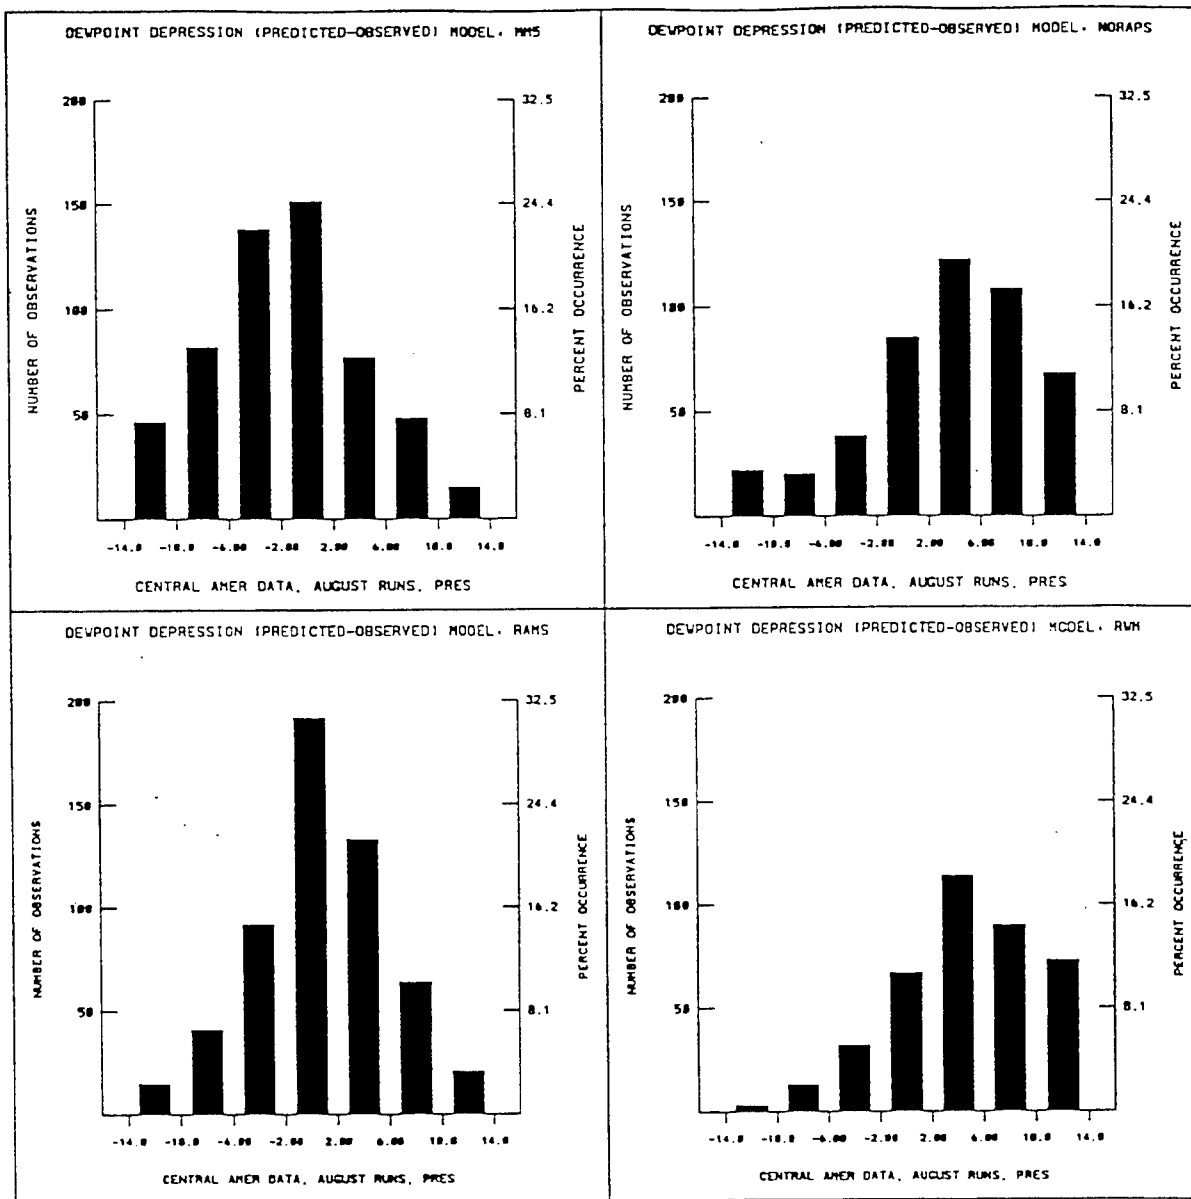 DEWPOINT DEPRESSION (PREDICTED-OBSERVED) MODEL. MM5
200
150
100
50
32.5
24.4
16.2
8.1
NUMBER OF OBSERVATIONS
PERCENT OCCURRENCE
-14.0 -10.0 -6.00 -2.00 2.00 6.00 10.0 14.0
CENTRAL AMER DATA, AUGUST RUNS, PRES
DEWPOINT DEPRESSION (PREDICTED-OBSERVED) MODEL. NORAPS
200
150
100
50
32.5
24.4
16.2
8.1
NUMBER OF OBSERVATIONS
PERCENT OCCURRENCE
-14.0 -10.0 -6.00 -2.00 2.00 6.00 10.0 14.0
CENTRAL AMER DATA, AUGUST RUNS, PRES
DEWPOINT DEPRESSION (PREDICTED-OBSERVED) MODEL. RAMS
200
150
100
50
32.5
24.4
16.2
8.1
NUMBER OF OBSERVATIONS
PERCENT OCCURRENCE
-14.0 -10.0 -6.00 -2.00 2.00 6.00 10.0 14.0
CENTRAL AMER DATA, AUGUST RUNS, PRES
DEWPOINT DEPRESSION (PREDICTED-OBSERVED) MODEL. RWM
200
150
100
50
32.5
24.4
16.2
8.1
NUMBER OF OBSERVATIONS
PERCENT OCCURRENCE
-14.0 -10.0 -6.00 -2.00 2.00 6.00 10.0 14.0
CENTRAL AMER DATA, AUGUST RUNS, PRES